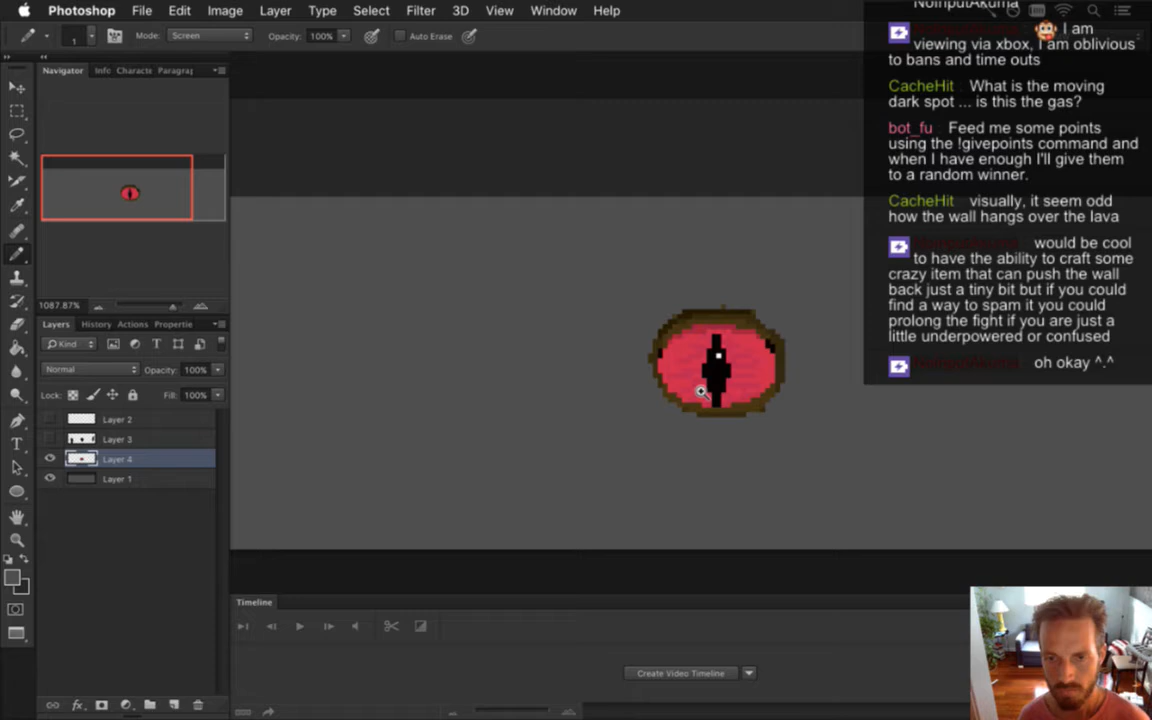 Photoshop File Edit Image Layer Type Select Filter 3D View Window Help
NoInputAkuma
1 Mode: Screen Opacity: 100% Auto Erase
I am
viewing via xbox, I am oblivious
to bans and time outs
Navigator Info Characte Paragraj
CacheHit What is the moving
dark spot ... is this the gas?
bot_fu Feed me some points
using the !givepoints command and
when I have enough I'll give them
to a random winner.
CacheHit visually, it seem odd
how the wall hangs over the lava
would be cool
to have the ability to craft some
crazy item that can push the wall
back just a tiny bit but if you could
find a way to spam it you could
prolong the fight if you are just a
little underpowered or confused
oh okay ^.^
1087.87%
Layers History Actions Propertie
Kind
Normal Opacity: 100%
Lock: Fill: 100%
Layer 2
Layer 3
Layer 4
Layer 1
Timeline
Create Video Timeline